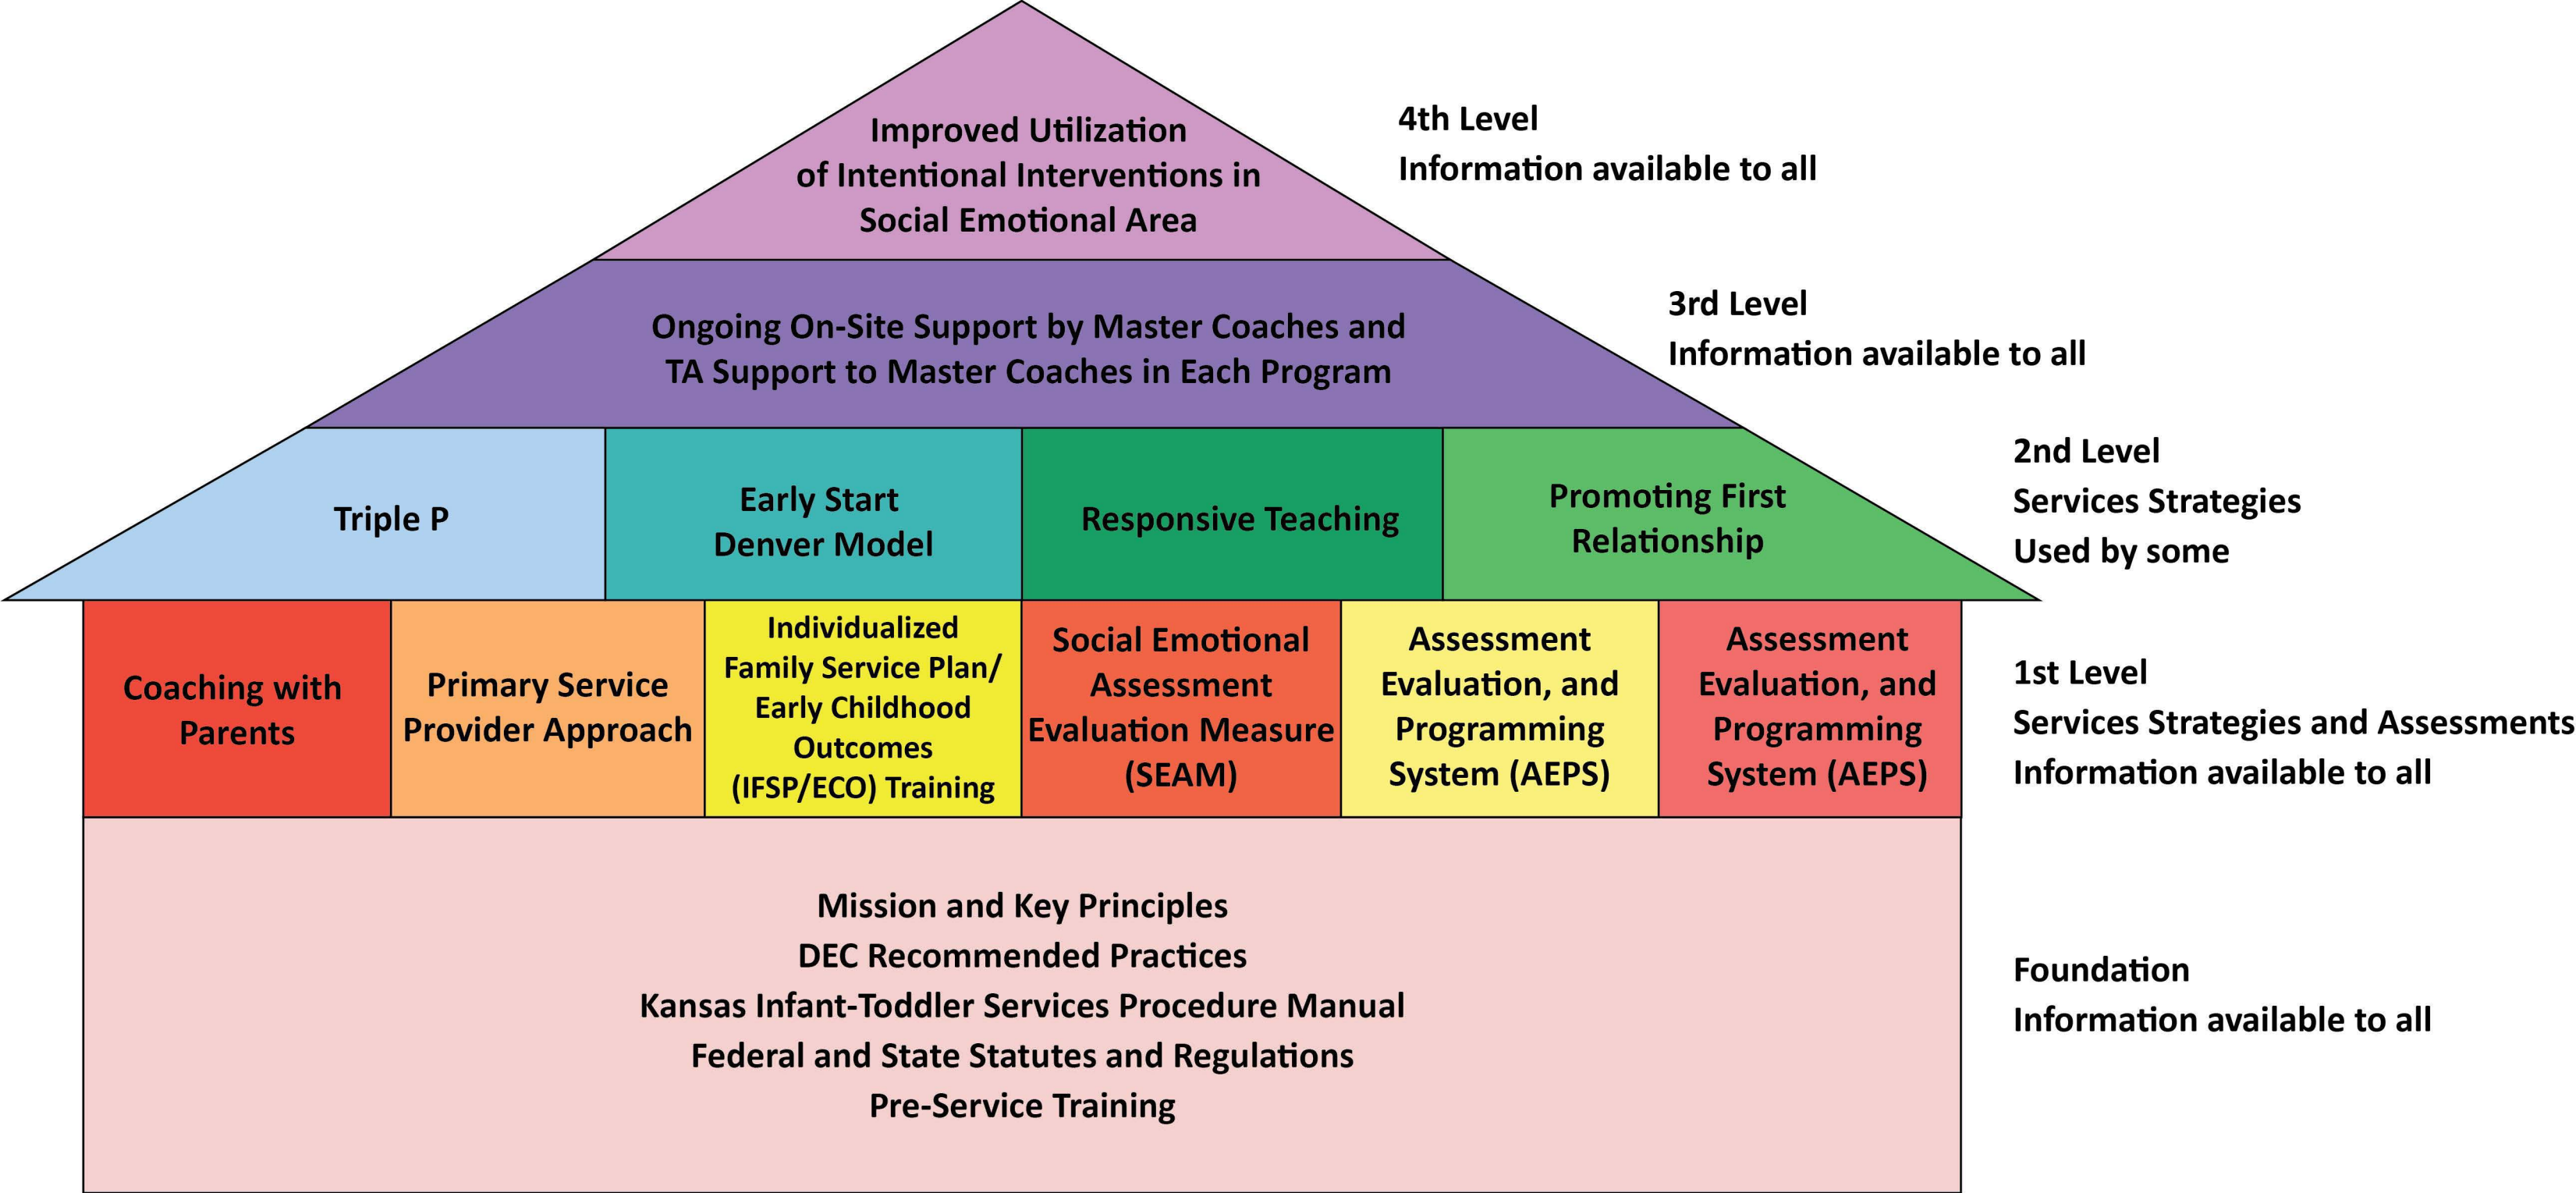 Improved Utilization
of Intentional Interventions in
Social Emotional Area
4th Level
Information available to all
Ongoing On-Site Support by Master Coaches and
TA Support to Master Coaches in Each Program
3rd Level
Information available to all
Triple P
Early Start
Denver Model
Responsive Teaching
Promoting First
Relationship
2nd Level
Services Strategies
Used by some
Coaching with
Parents
Primary Service
Provider Approach
Individualized
Family Service Plan/
Early Childhood
Outcomes
(IFSP/ECO) Training
Social Emotional
Assessment
Evaluation Measure
(SEAM)
Assessment
Evaluation, and
Programming
System (AEPS)
Assessment
Evaluation, and
Programming
System (AEPS)
1st Level
Services Strategies and Assessments
Information available to all
Mission and Key Principles
DEC Recommended Practices
Kansas Infant-Toddler Services Procedure Manual
Federal and State Statutes and Regulations
Pre-Service Training
Foundation
Information available to all